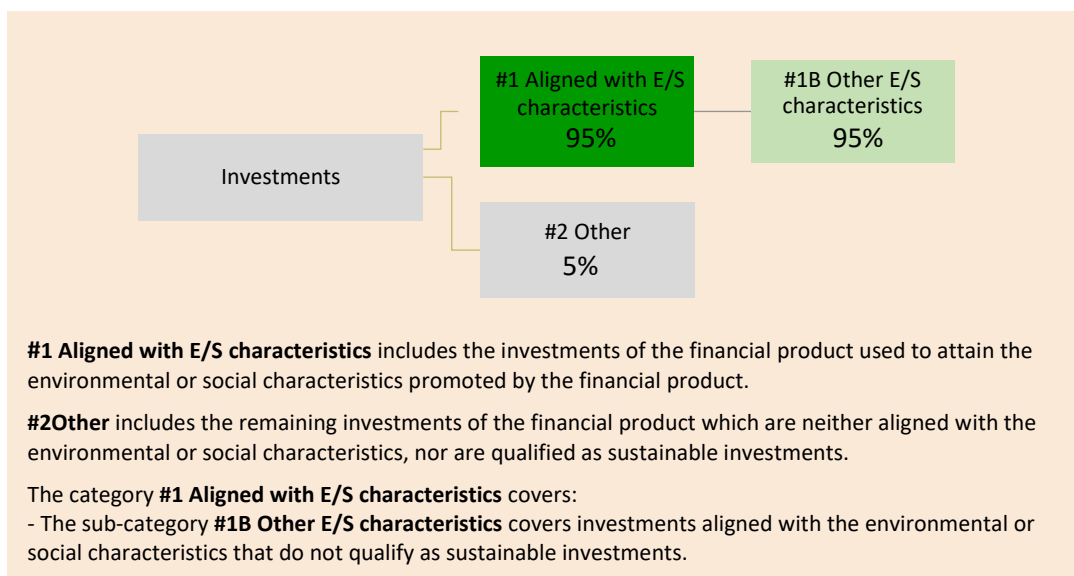 #1 Aligned with E/S
characteristics
95%
#1B Other E/S
characteristics
95%
Investments
#2 Other
5%
#1 Aligned with E/S characteristics includes the investments of the financial product used to attain the
environmental or social characteristics promoted by the financial product.
#2Other includes the remaining investments of the financial product which are neither aligned with the
environmental or social characteristics, nor are qualified as sustainable investments.
The category #1 Aligned with E/S characteristics covers:
- The sub-category #1B Other E/S characteristics covers investments aligned with the environmental or
social characteristics that do not qualify as sustainable investments.